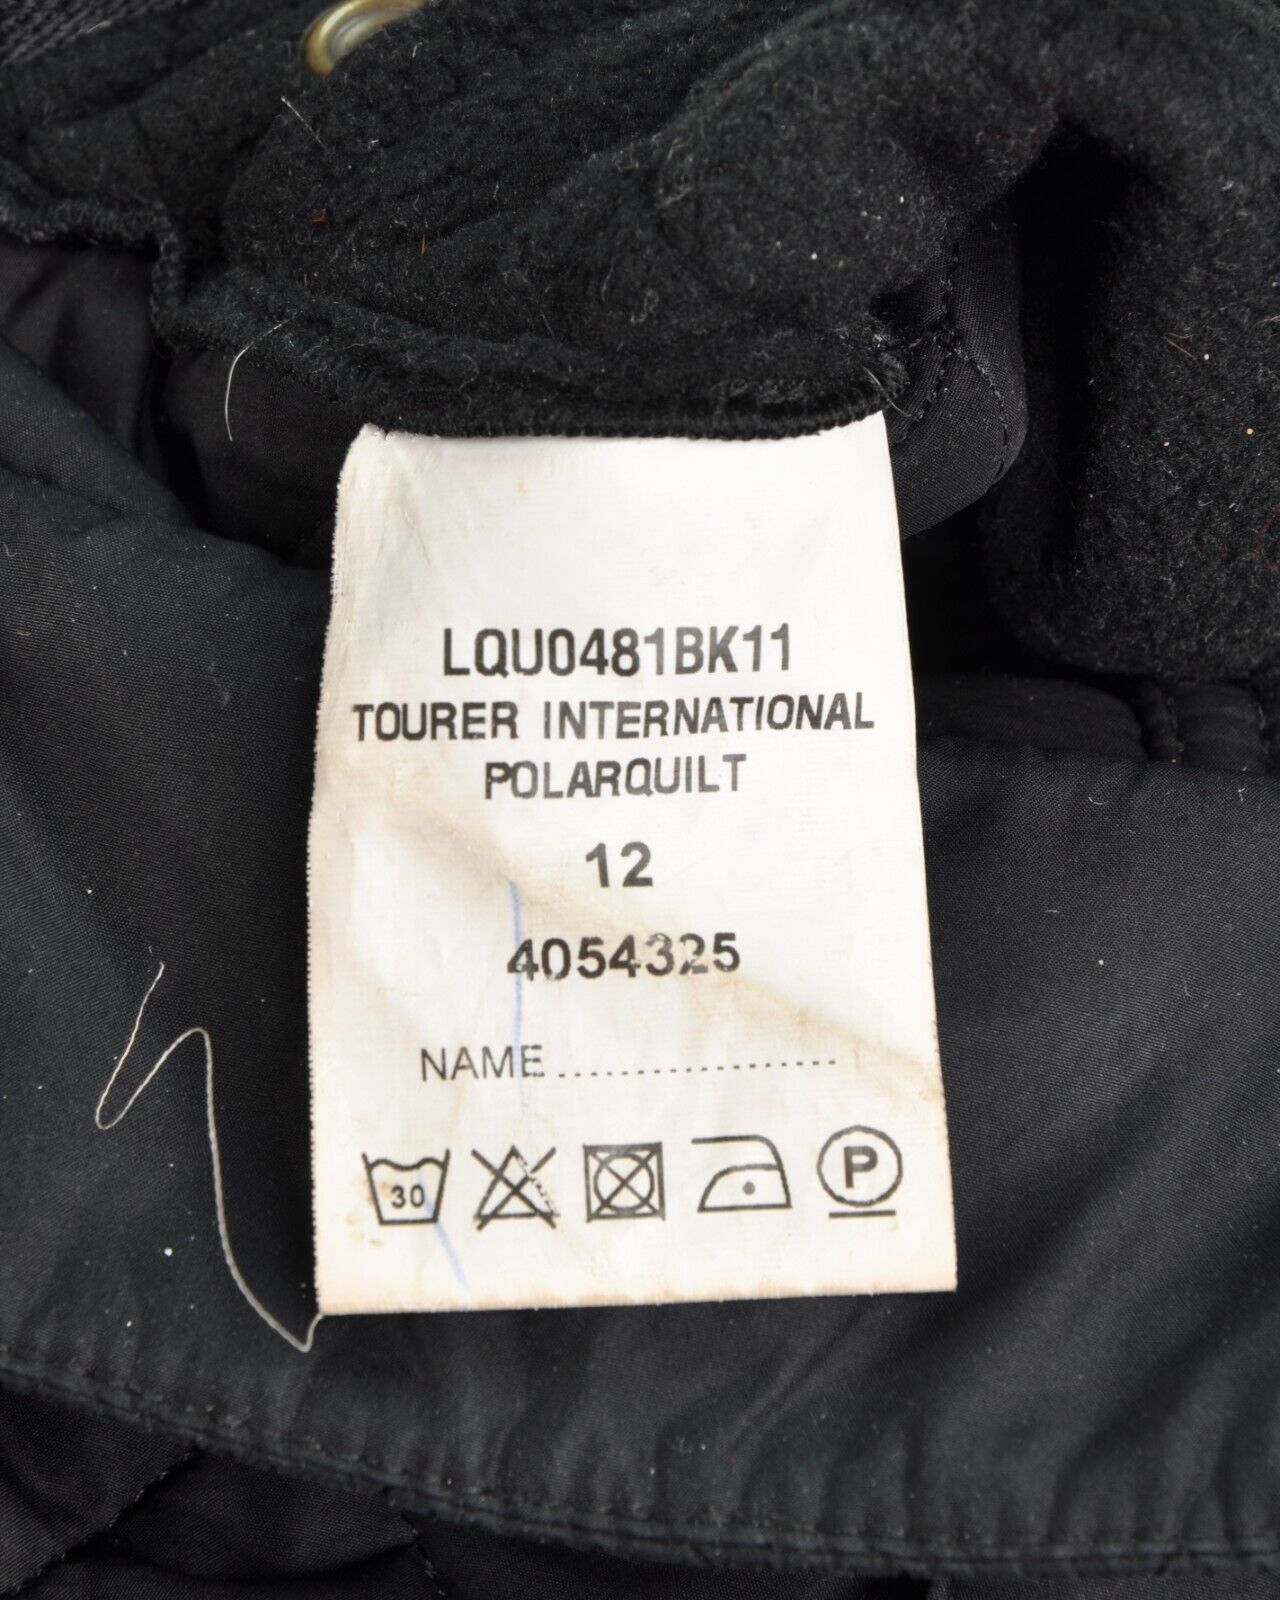 LQU0481BK11
TOURER INTERNATIONAL
POLARQUILT
12
4054325
NAME..................
30 P